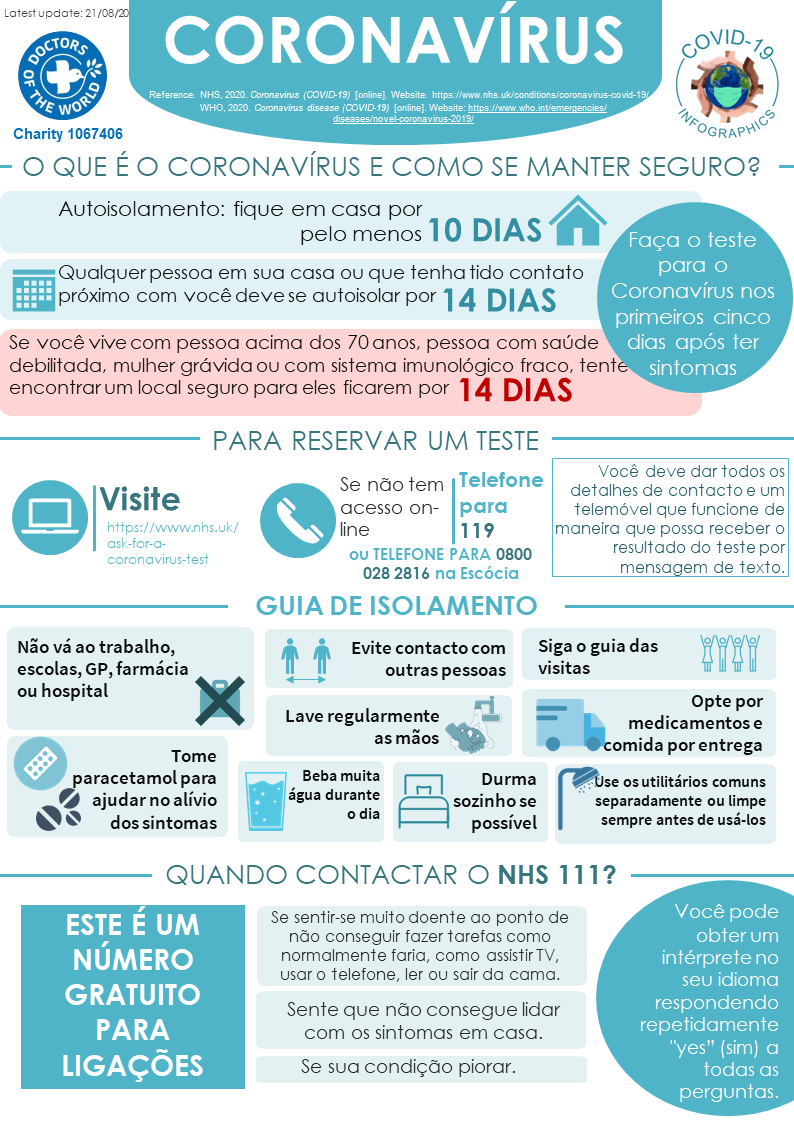 Latest update: 21/08/20
CORONAVÍRUS
DOCTORS OF THE WORLD
Charity 1067406
Reference: NHS, 2020. Coronavirus (COVID-19) [online]. Website: https://www.nhs.uk/conditions/coronavirus-covid-19/
WHO, 2020. Coronavirus disease (COVID-19) [online]. Website: https://www.who.int/emergencies/
diseases/novel-coronavirus-2019/
COVID-19
INFOGRAPHICS
O QUE É O CORONAVÍRUS E COMO SE MANTER SEGURO?
Autoisolamento: fique em casa por
pelo menos 10 DIAS
Qualquer pessoa em sua casa ou que tenha tido contato
próximo com você deve se autoisolar por 14 DIAS
Se você vive com pessoa acima dos 70 anos, pessoa com saúde
debilitada, mulher grávida ou com sistema imunológico fraco, tente
encontrar um local seguro para eles ficarem por 14 DIAS
Faça o teste
para o
Coronavírus nos
primeiros cinco
dias após ter
sintomas
PARA RESERVAR UM TESTE
Visite
https://www.nhs.uk/
ask-for-a-
coronavirus-test
Se não tem
acesso on-
line
Telefone
para
119
ou TELEFONE PARA 0800
028 2816 na Escócia
Você deve dar todos os
detalhes de contacto e um
telemóvel que funcione de
maneira que possa receber o
resultado do teste por
mensagem de texto.
GUIA DE ISOLAMENTO
Não vá ao trabalho,
escolas, GP, farmácia
ou hospital
Evite contacto com
outras pessoas
Siga o guia das
visitas
Lave regularmente
as mãos
Opte por
medicamentos e
comida por entrega
Tome
paracetamol para
ajudar no alívio
dos sintomas
Beba muita
água durante
o dia
Durma
sozinho se
possível
Use os utilitários comuns
separadamente ou limpe
sempre antes de usá-los
QUANDO CONTACTAR O NHS 111?
ESTE É UM
NÚMERO
GRATUITO
PARA
LIGAÇÕES
Se sentir-se muito doente ao ponto de
não conseguir fazer tarefas como
normalmente faria, como assistir TV,
usar o telefone, ler ou sair da cama.
Sente que não consegue lidar
com os sintomas em casa.
Se sua condição piorar.
Você pode
obter um
intérprete no
seu idioma
respondendo
repetidamente
"yes" (sim) a
todas as
perguntas.